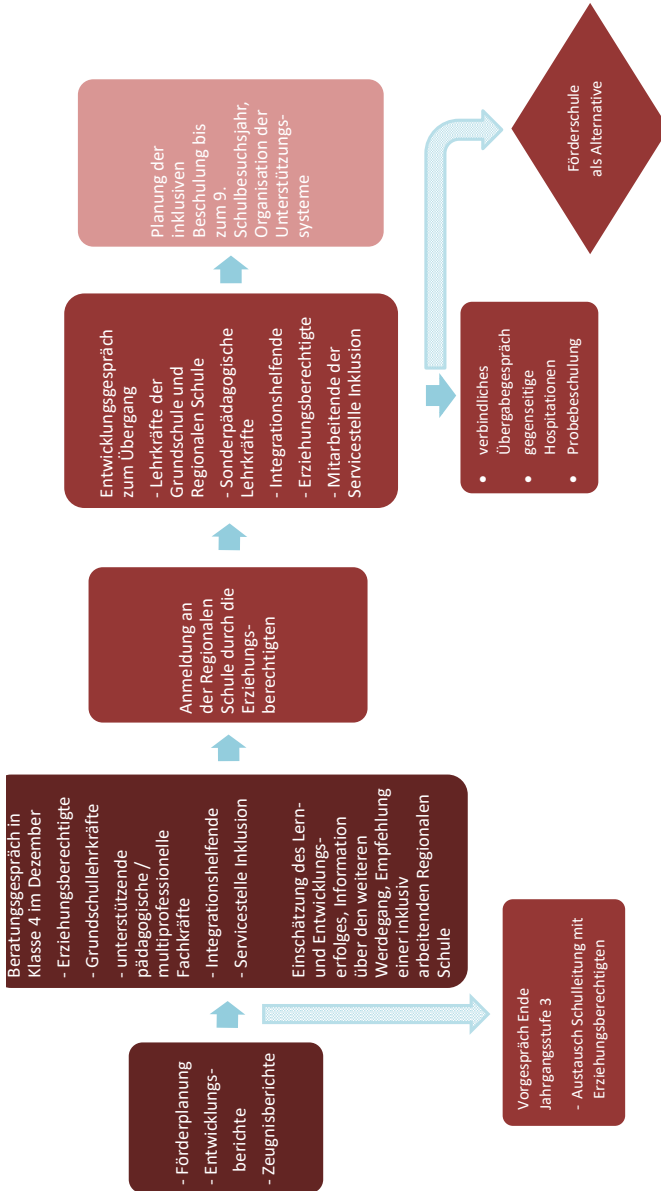 - Förderplanung
- Entwicklungs-
berichte
- Zeugnisberichte
Vorgespräch Ende
Jahrgangsstufe 3
- Austausch Schulleitung mit
Erziehungsberechtigten
Beratungsgespräch in
Klasse 4 im Dezember
- Erziehungsberechtigte
- Grundschullehrkräfte
- unterstützende
pädagogische /
multiprofessionelle
Fachkräfte
- Integrationshelfende
- Servicestelle Inklusion
Einschätzung des Lern-
und Entwicklungs-
erfolges, Information
über den weiteren
Werdegang, Empfehlung
einer inklusiv
arbeitenden Regionalen
Schule
Anmeldung an
der Regionalen
Schule durch die
Erziehungs-
berechtigten
Entwicklungsgespräch
zum Übergang
- Lehrkräfte der
Grundschule und
Regionalen Schule
- Sonderpädagogische
Lehrkräfte
- Integrationshelfende
- Erziehungsberechtigte
- Mitarbeitende der
Servicestelle Inklusion
• verbindliches
Übergabegespräch
• gegenseitige
Hospitationen
• Probebeschulung
Planung der
inklusiven
Beschulung bis
zum 9.
Schulbesuchsjahr,
Organisation der
Unterstützungs-
systeme
Förderschule
als Alternative